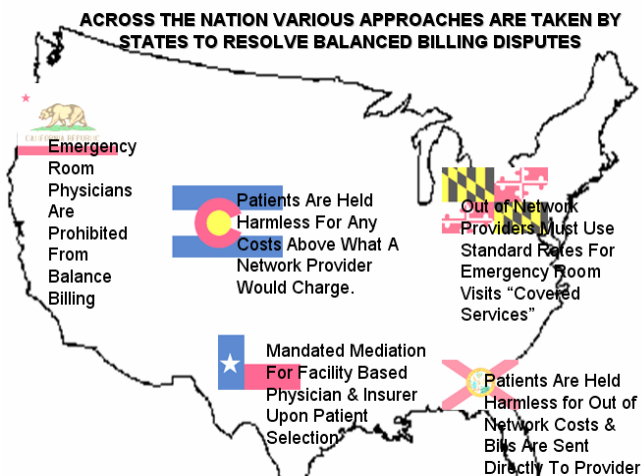 ACROSS THE NATION VARIOUS APPROACHES ARE TAKEN BY
STATES TO RESOLVE BALANCED BILLING DISPUTES
CALIFORNIA REPUBLIC
Emergency
Room
Physicians
Are
Prohibited
From
Balance
Billing
Patients Are Held
Harmless For Any
Costs Above What A
Network Provider
Would Charge.
Out of Network
Providers Must Use
Standard Rates For
Emergency Room
Visits “Covered
Services”
Mandated Mediation
For Facility Based
Physician & Insurer
Upon Patient
Selection
Patients Are Held
Harmless for Out of
Network Costs &
Bills Are Sent
Directly To Provider